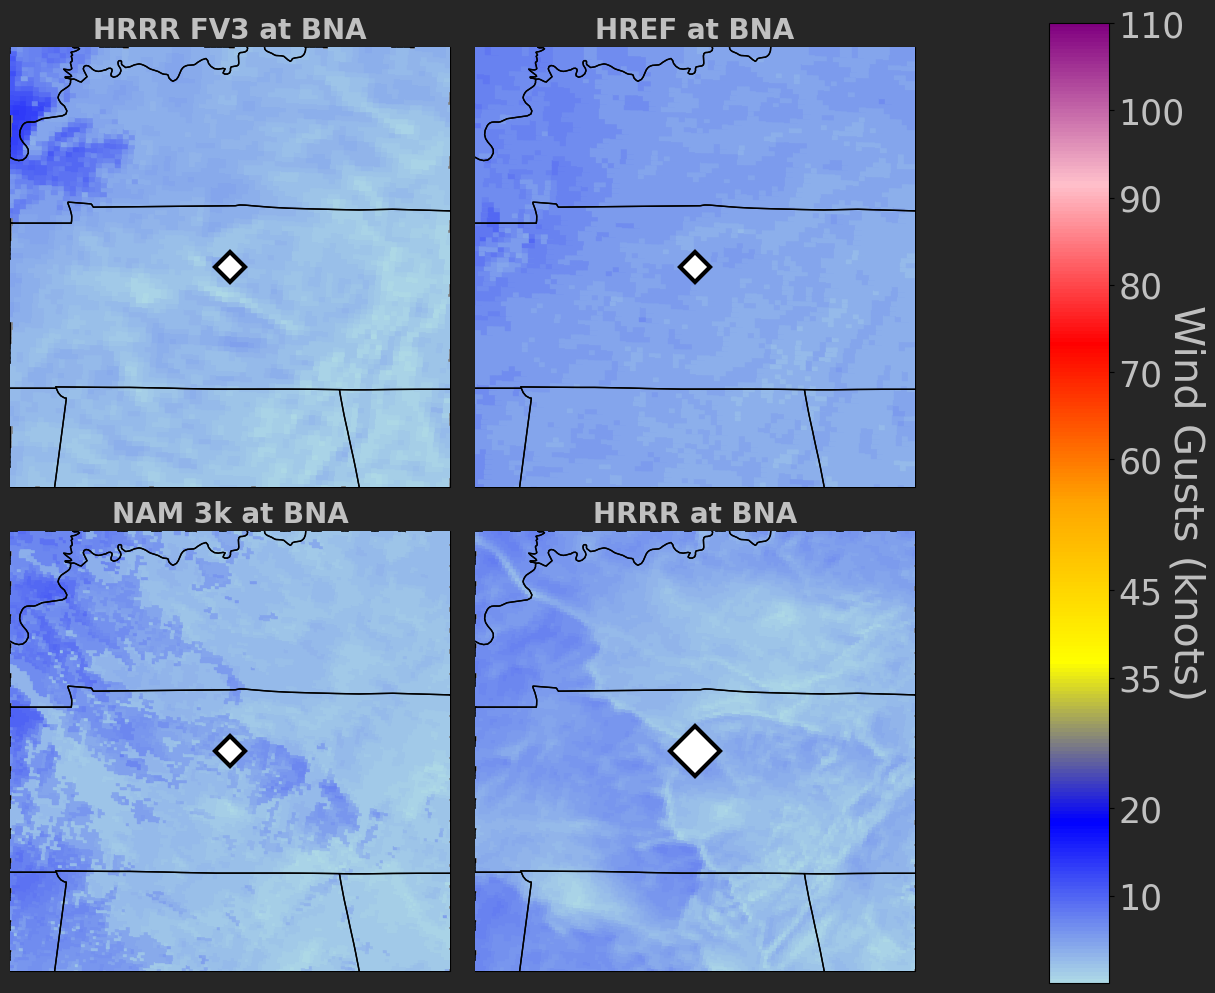 HRRR FV3 at BNA
HREF at BNA
NAM 3k at BNA
HRRR at BNA
110
100
90
80
70
60
45
35
20
10
Wind Gusts (knots)